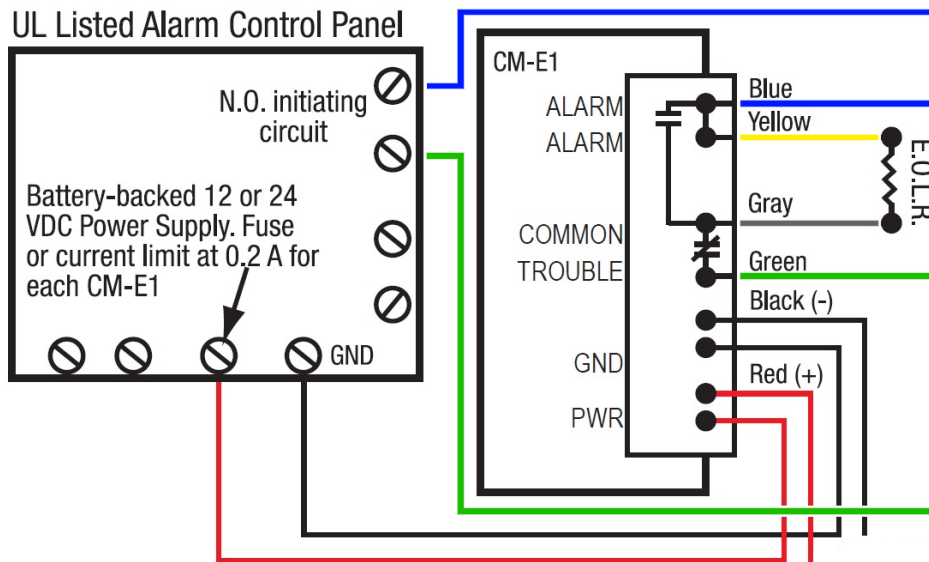 UL Listed Alarm Control Panel
N.O. initiating
circuit
Battery-backed 12 or 24
VDC Power Supply. Fuse
or current limit at 0.2 A for
each CM-E1
GND
CM-E1
ALARM
ALARM
COMMON
TROUBLE
GND
PWR
Blue
Yellow
Gray
Green
Black (-)
Red (+)
E.O.L.R.